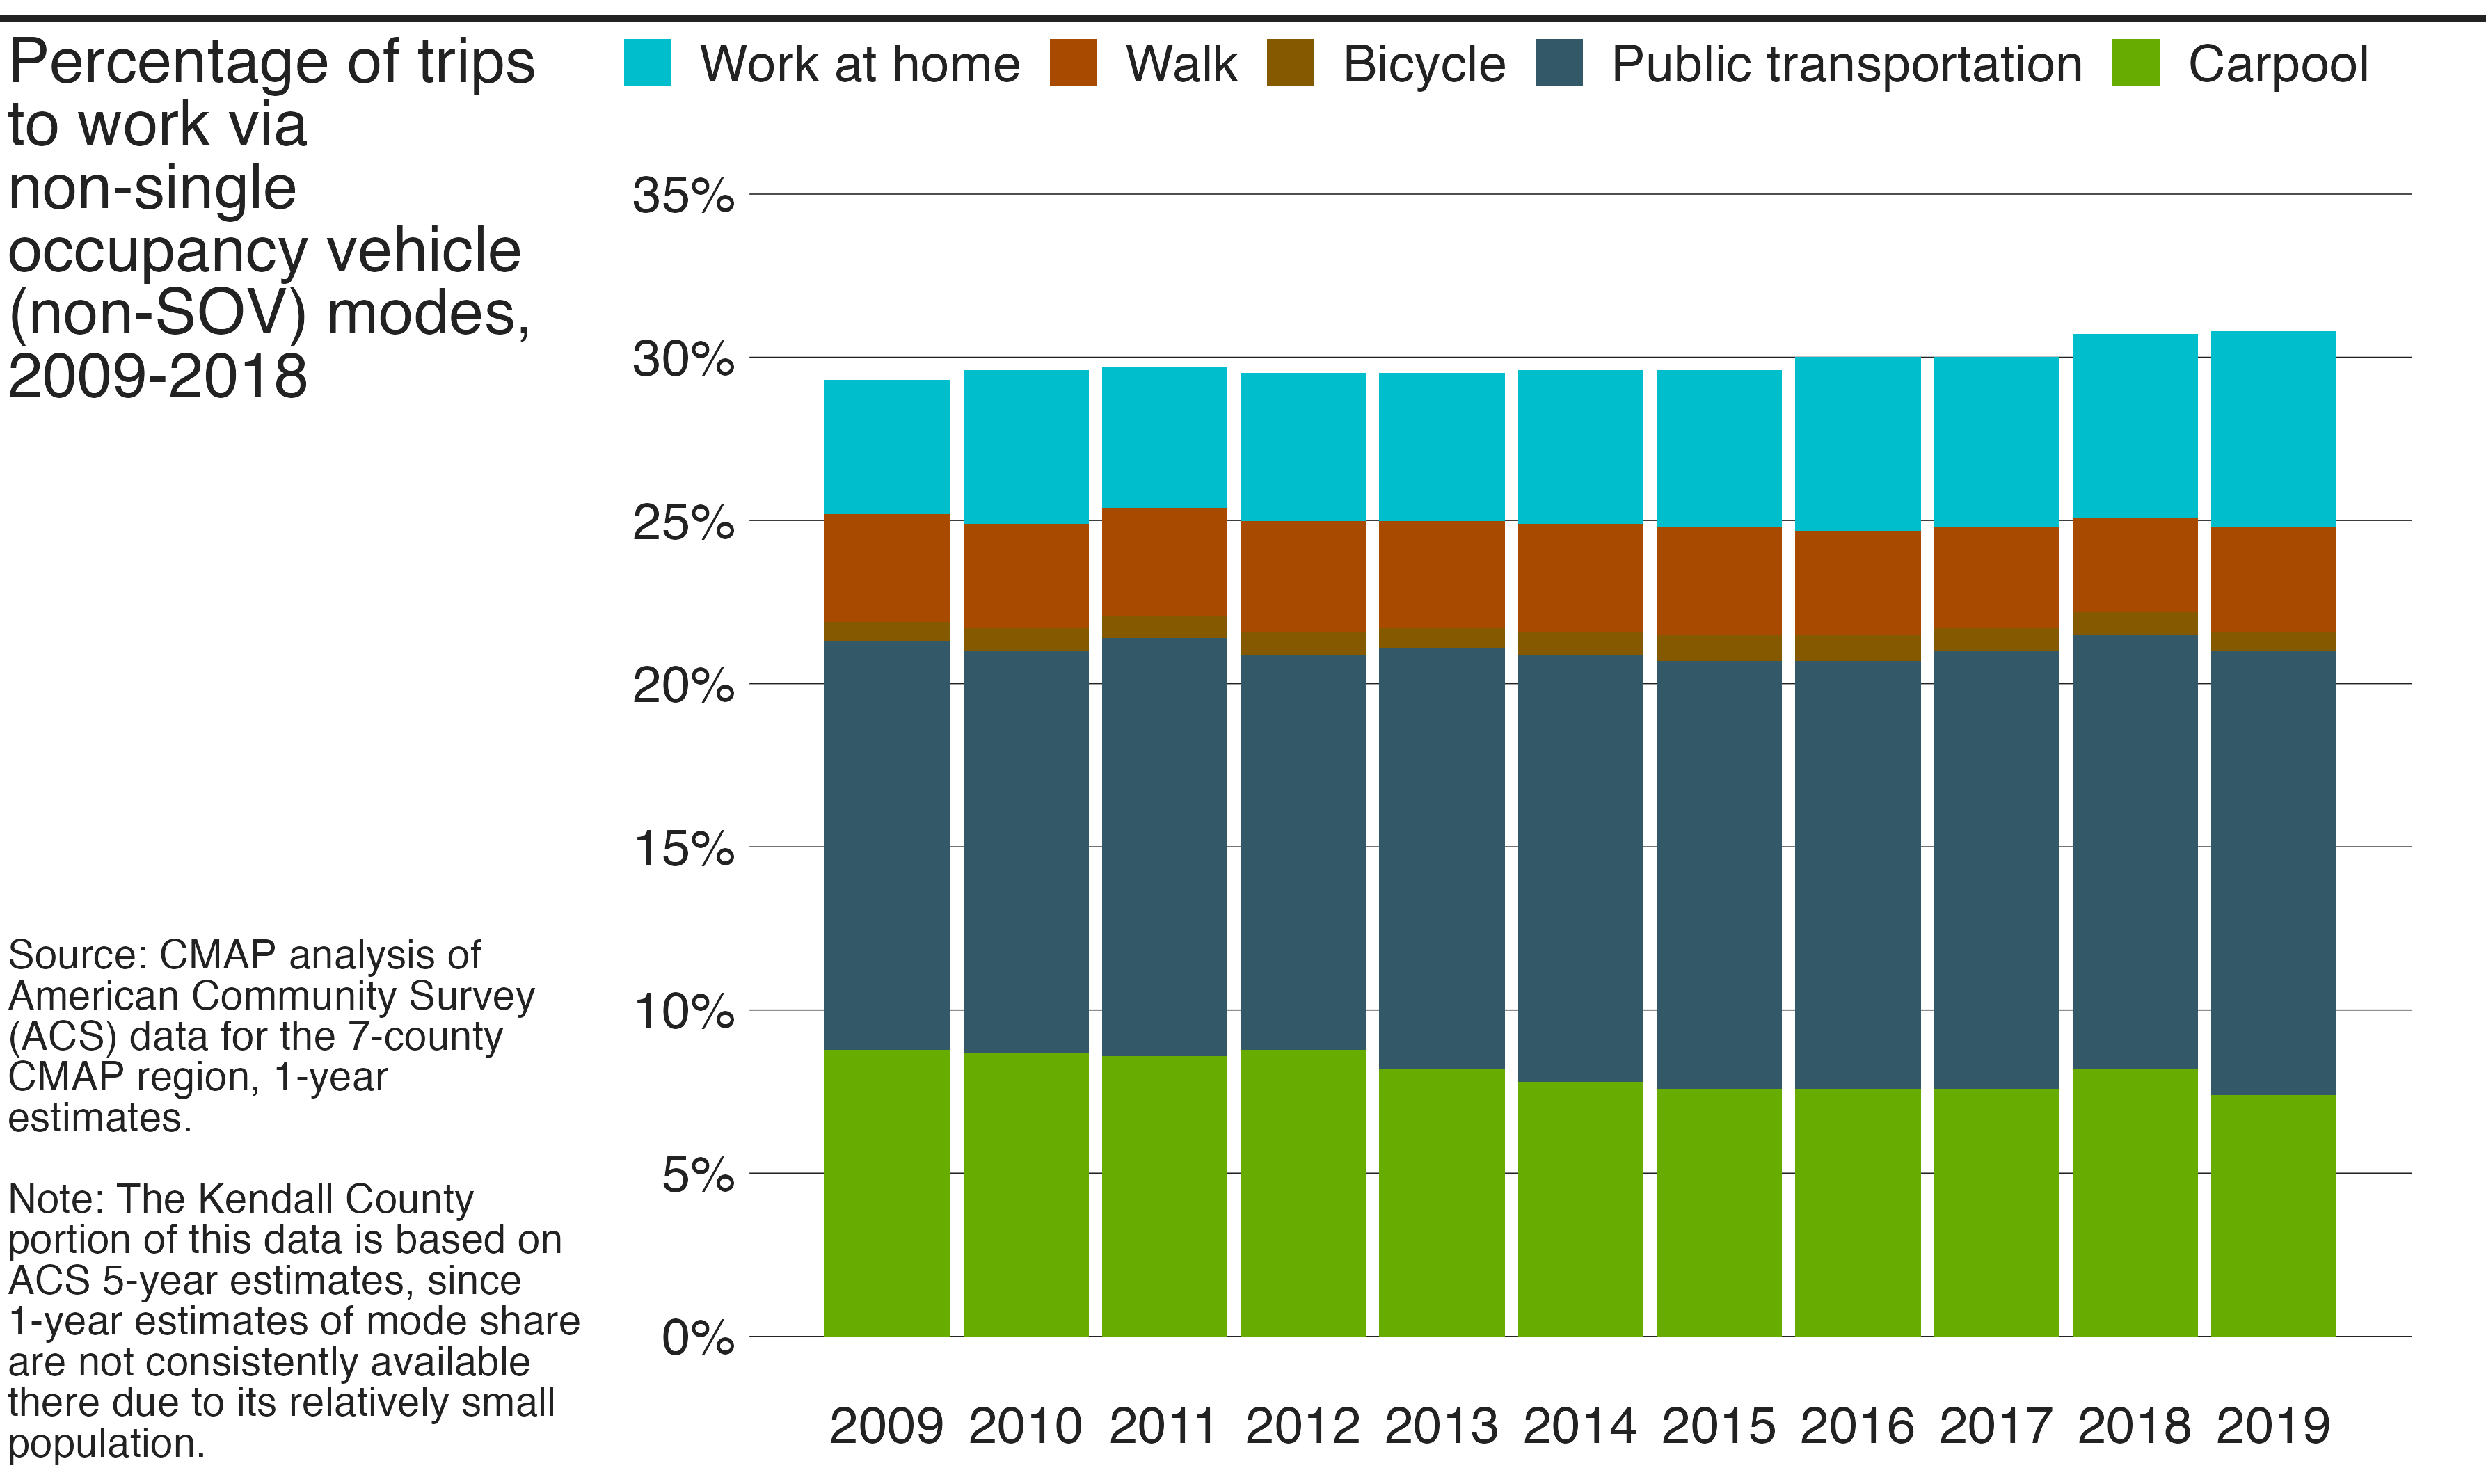 Percentage of trips
to work via
non-single
occupancy vehicle
(non-SOV) modes,
2009-2018
Work at home Walk Bicycle Public transportation Carpool
35%
30%
25%
20%
15%
10%
5%
0%
2009 2010 2011 2012 2013 2014 2015 2016 2017 2018 2019
Source: CMAP analysis of
American Community Survey
(ACS) data for the 7-county
CMAP region, 1-year
estimates.
Note: The Kendall County
portion of this data is based on
ACS 5-year estimates, since
1-year estimates of mode share
are not consistently available
there due to its relatively small
population.